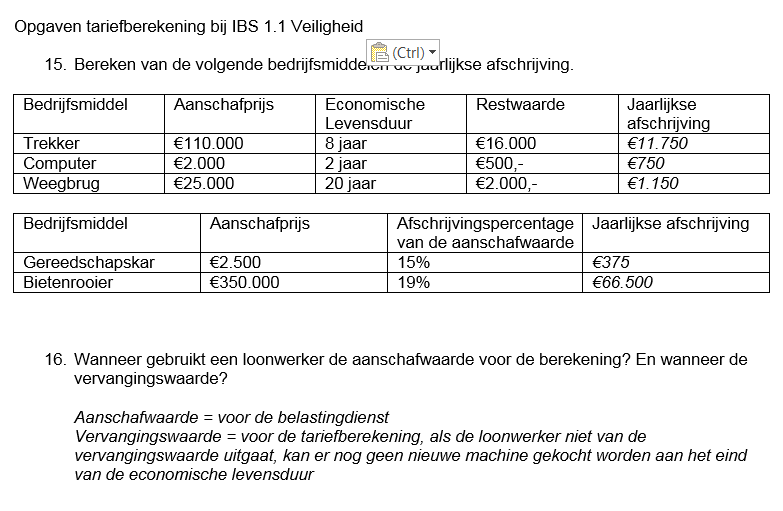 Opgaven tariefberekening bij IBS 1.1 Veiligheid
(Ctrl)
15. Bereken van de volgende bedrijfsmiddelen de jaarlijkse afschrijving.
Bedrijfsmiddel Aanschafprijs Economische Levensduur Restwaarde Jaarlijkse afschrijving
Trekker €110.000 8 jaar €16.000 €11.750
Computer €2.000 2 jaar €500,- €750
Weegbrug €25.000 20 jaar €2.000,- €1.150
Bedrijfsmiddel Aanschafprijs Afschrijvingspercentage van de aanschafwaarde Jaarlijkse afschrijving
Gereedschapskar €2.500 15% €375
Bietenrooier €350.000 19% €66.500
16. Wanneer gebruikt een loonwerker de aanschafwaarde voor de berekening? En wanneer de
vervangingswaarde?
Aanschafwaarde = voor de belastingdienst
Vervangingswaarde = voor de tariefberekening, als de loonwerker niet van de
vervangingswaarde uitgaat, kan er nog geen nieuwe machine gekocht worden aan het eind
van de economische levensduur